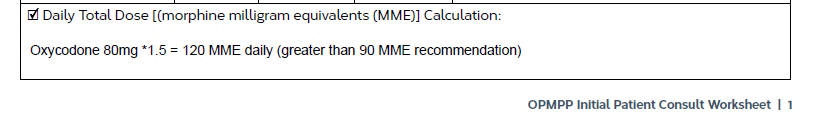 ☑ Daily Total Dose [(morphine milligram equivalents (MME)] Calculation:
Oxycodone 80mg *1.5 = 120 MME daily (greater than 90 MME recommendation)
OPMPP Initial Patient Consult Worksheet | 1